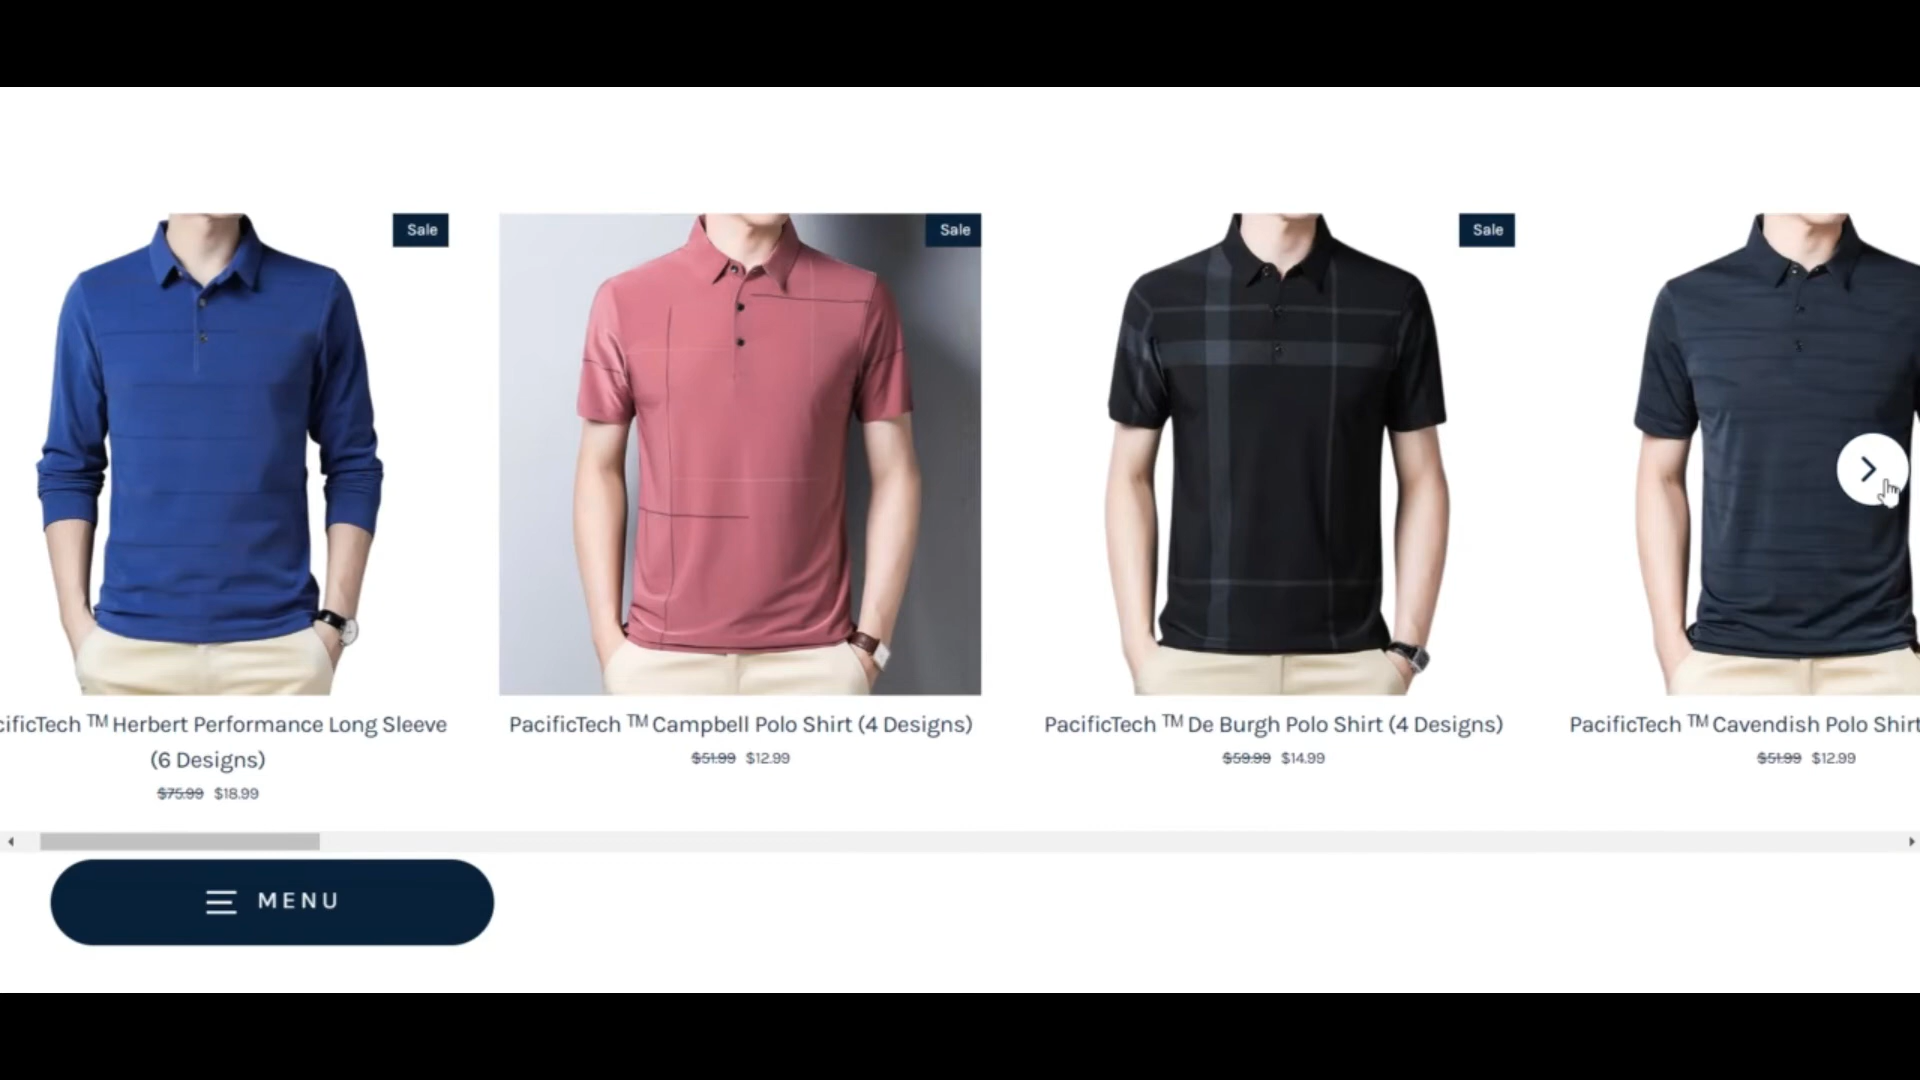 Sale
Sale
Sale
cificTech ™ Herbert Performance Long Sleeve
(6 Designs)
$75.99 $18.99
PacificTech ™ Campbell Polo Shirt (4 Designs)
$51.99 $12.99
PacificTech ™ De Burgh Polo Shirt (4 Designs)
$59.99 $14.99
PacificTech ™ Cavendish Polo Shirt
$51.99 $12.99
MENU